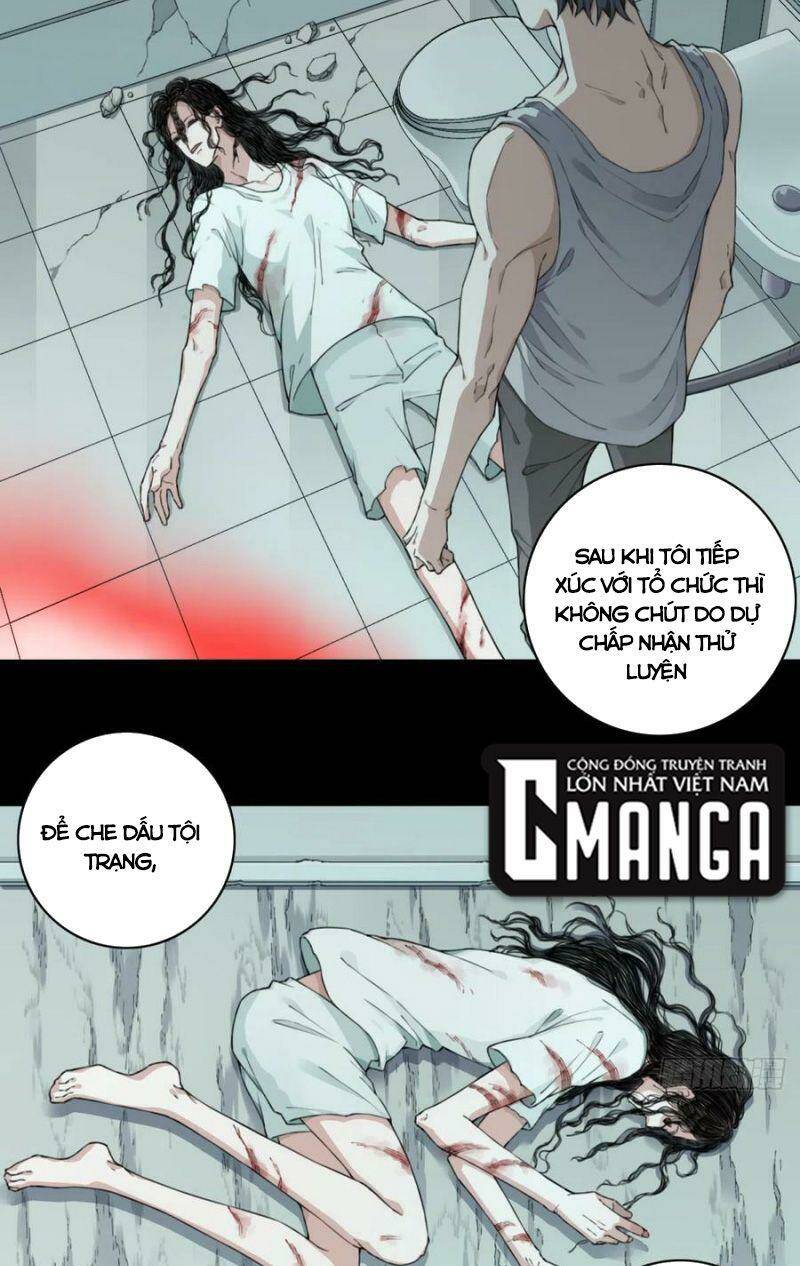 SAU KHI TÔI TIẾP
XÚC VỚI TỔ CHỨC THÌ
KHÔNG CHÚT DO DỰ
CHẤP NHẬN THỬ
LUYỆN
CỘNG ĐỒNG TRUYỆN TRANH
LỚN NHẤT VIỆT NAM
CMANGA
ĐỂ CHE DẤU TỘI
TRẠNG,